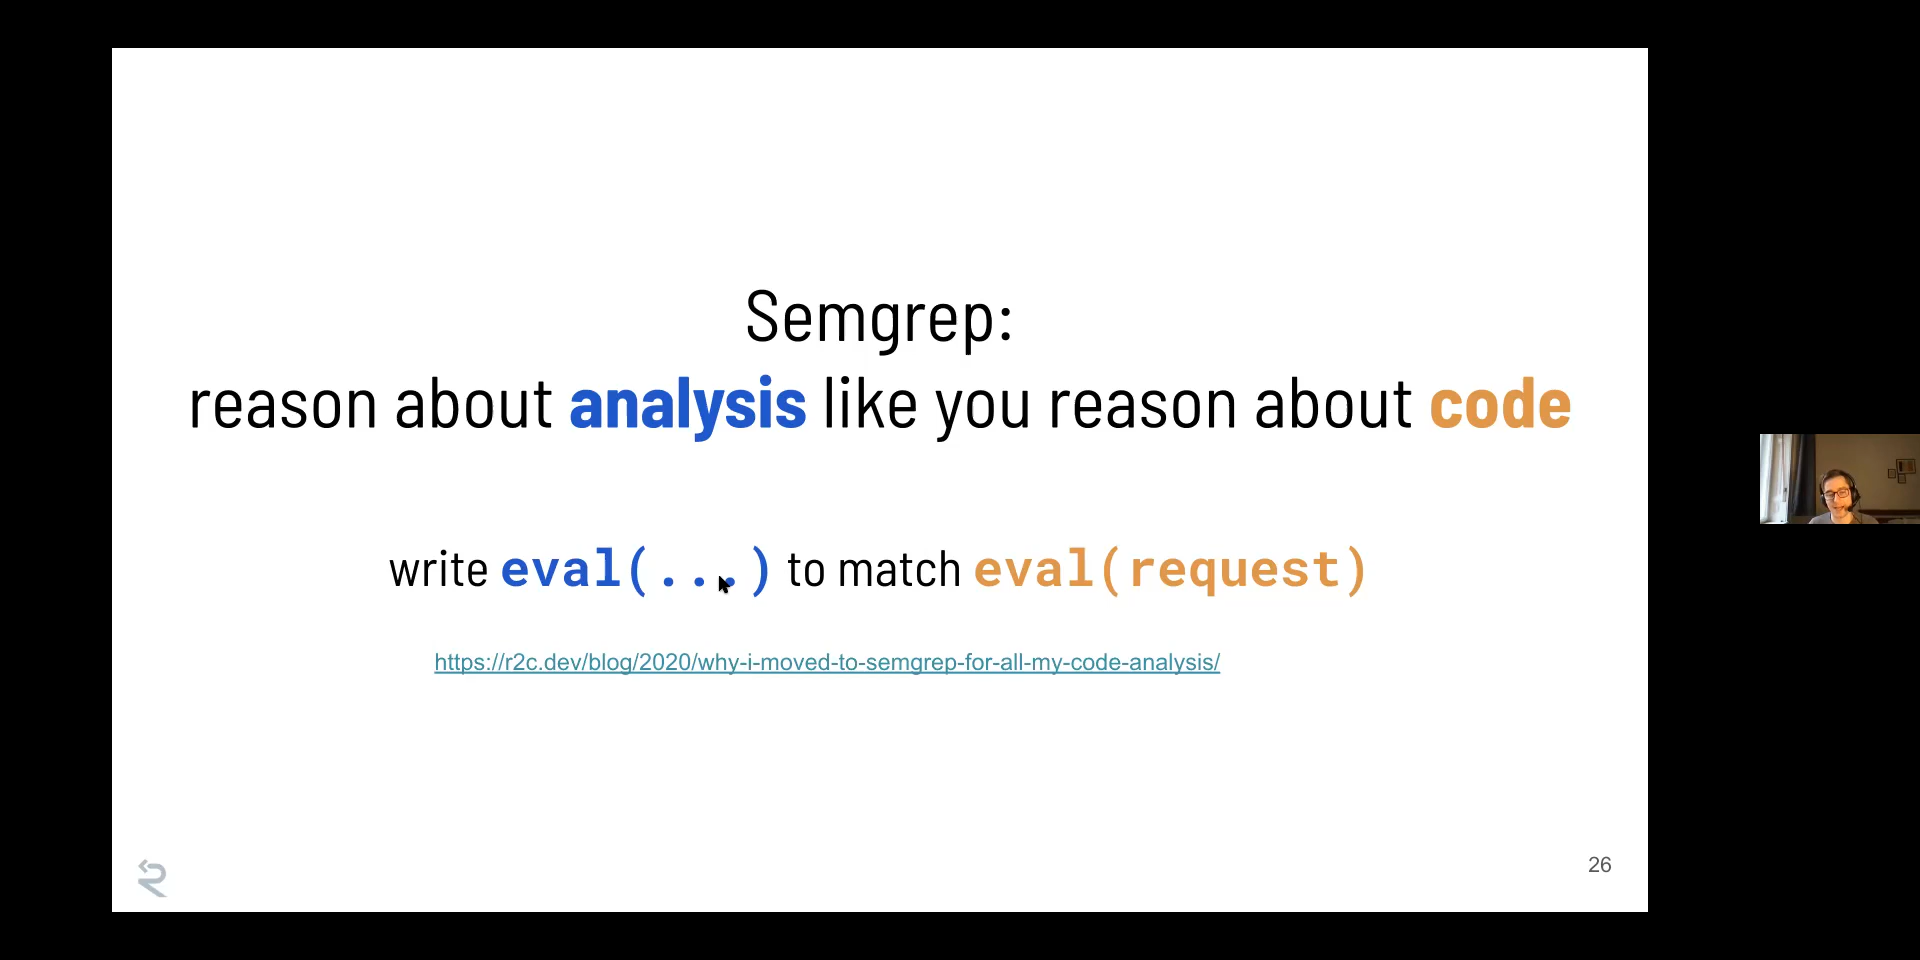 Semgrep:
reason about analysis like you reason about code
write eval(...) to match eval(request)
https://r2c.dev/blog/2020/why-i-moved-to-semgrep-for-all-my-code-analysis/
26